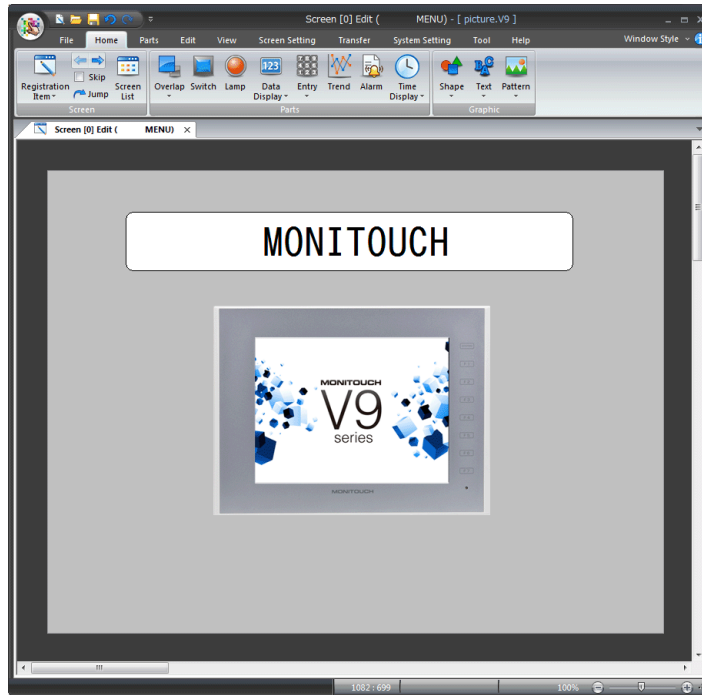 Screen [0] Edit ( MENU) - [ picture.V9 ]
File Home Parts Edit View Screen Setting Transfer System Setting Tool Help Window Style
Registration Item
Skip
Jump
Screen List
Overlap
Switch
Lamp
123
Data Display
Entry
Trend
Alarm
Time Display
Shape
Text
Pattern
Screen
Parts
Graphic
Screen [0] Edit ( MENU)
MONITOUCH
MONITOUCH
V9
series
MONITOUCH
1082 : 699
100%